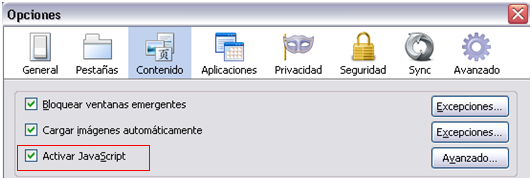 Opciones
General Pestañas Contenido Aplicaciones Privacidad Seguridad Sync Avanzado
Bloquear ventanas emergentes Excepciones...
Cargar imágenes automáticamente Excepciones...
Activar JavaScript Avanzado...